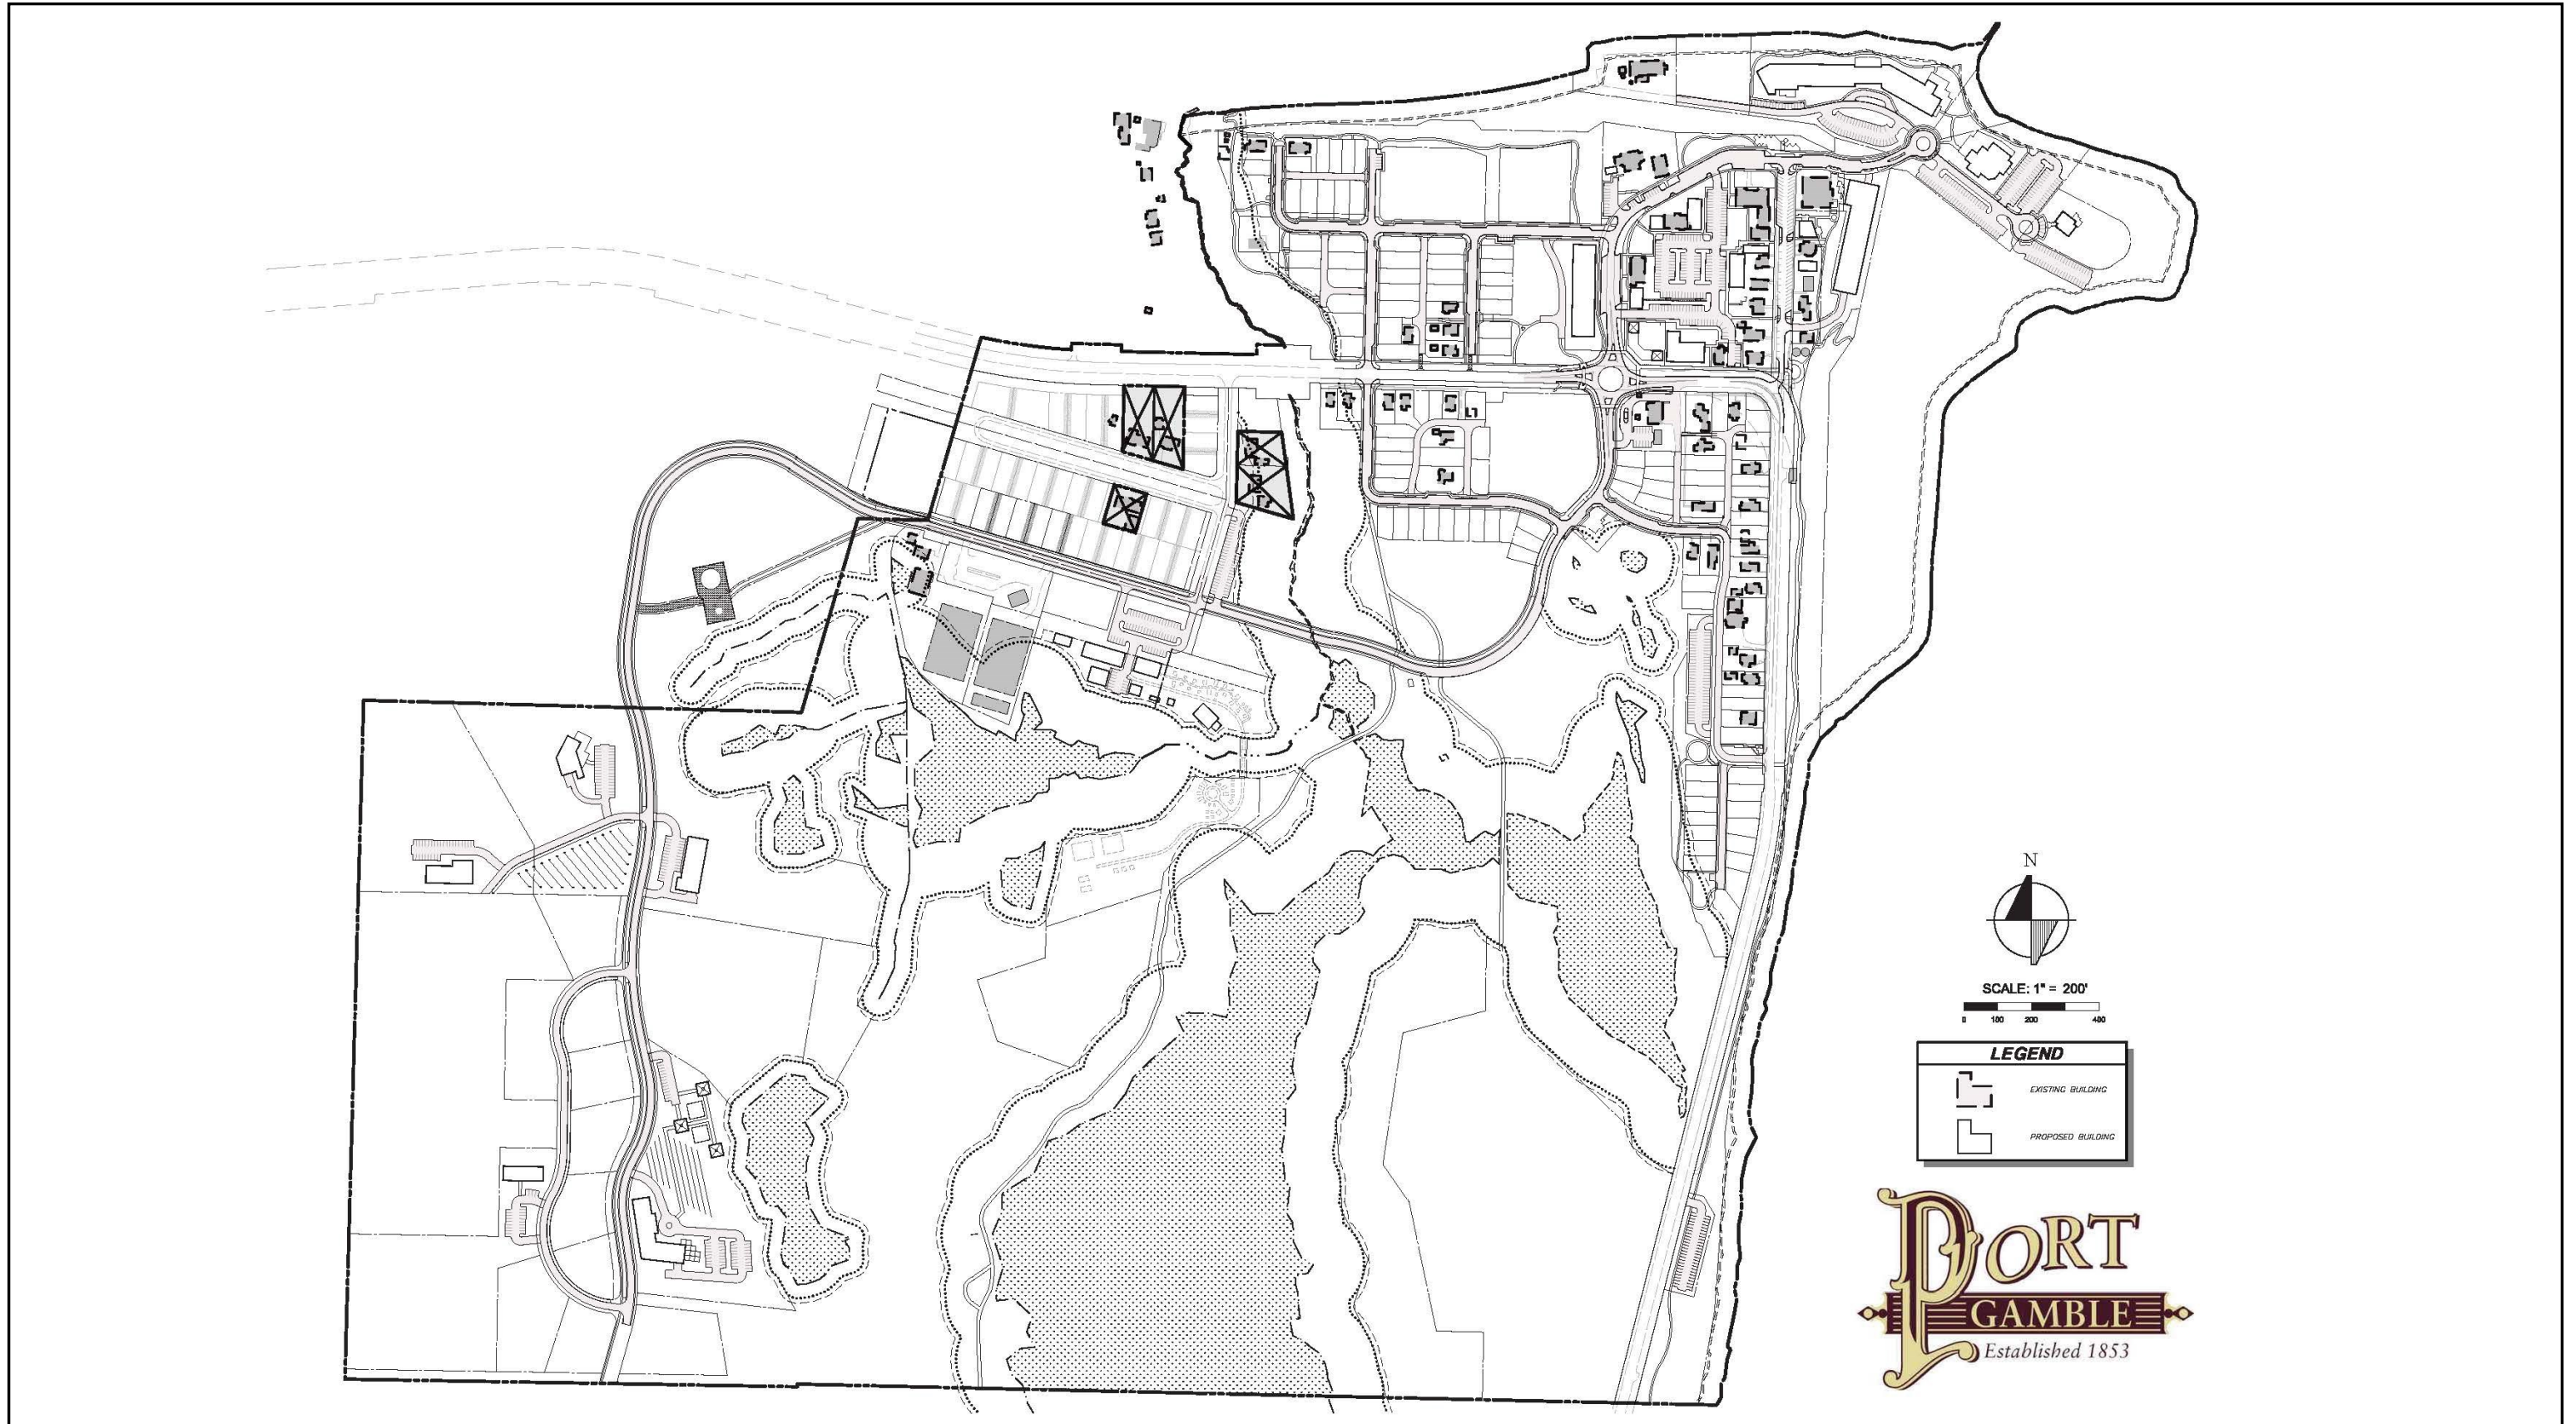 N
SCALE: 1" = 200'
0 100 200 400
LEGEND
EXISTING BUILDING
PROPOSED BUILDING
PORT
GAMBLE
Established 1853